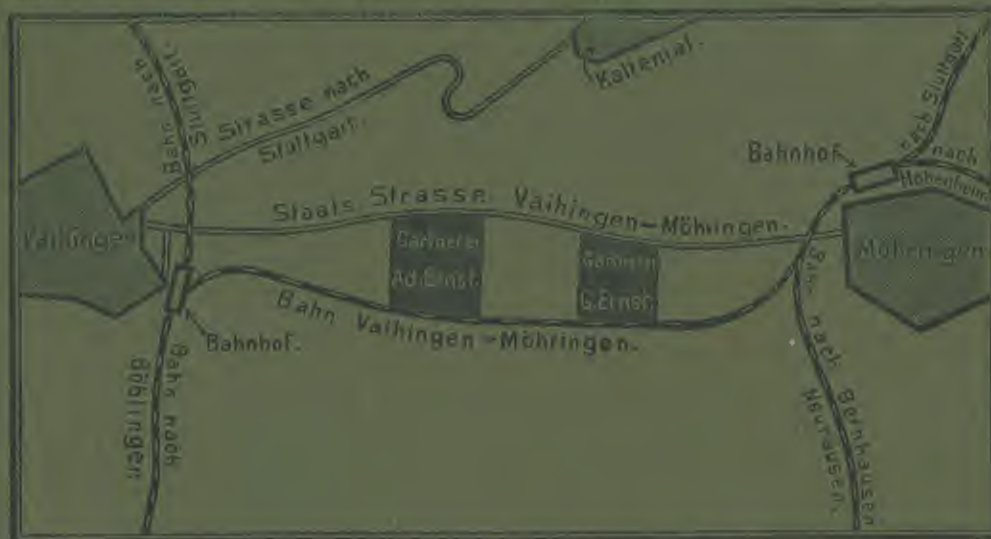 Bahn nach
Stuttgart.
Strasse nach
Stuttgart.
Kaltental.
nach Stuttgart
Bahnhof.
nach
Hohenheim
Vaihingen
Staats Strasse Vaihingen-Möhringen.
Möhringen
Gärtnerei
Ad. Ernst.
Gärtnerei
G. Ernst.
Bahn Vaihingen-Möhringen.
Bahnhof.
Bahn nach
Böblingen
Bahn nach Bernhausen
Neuhausen.